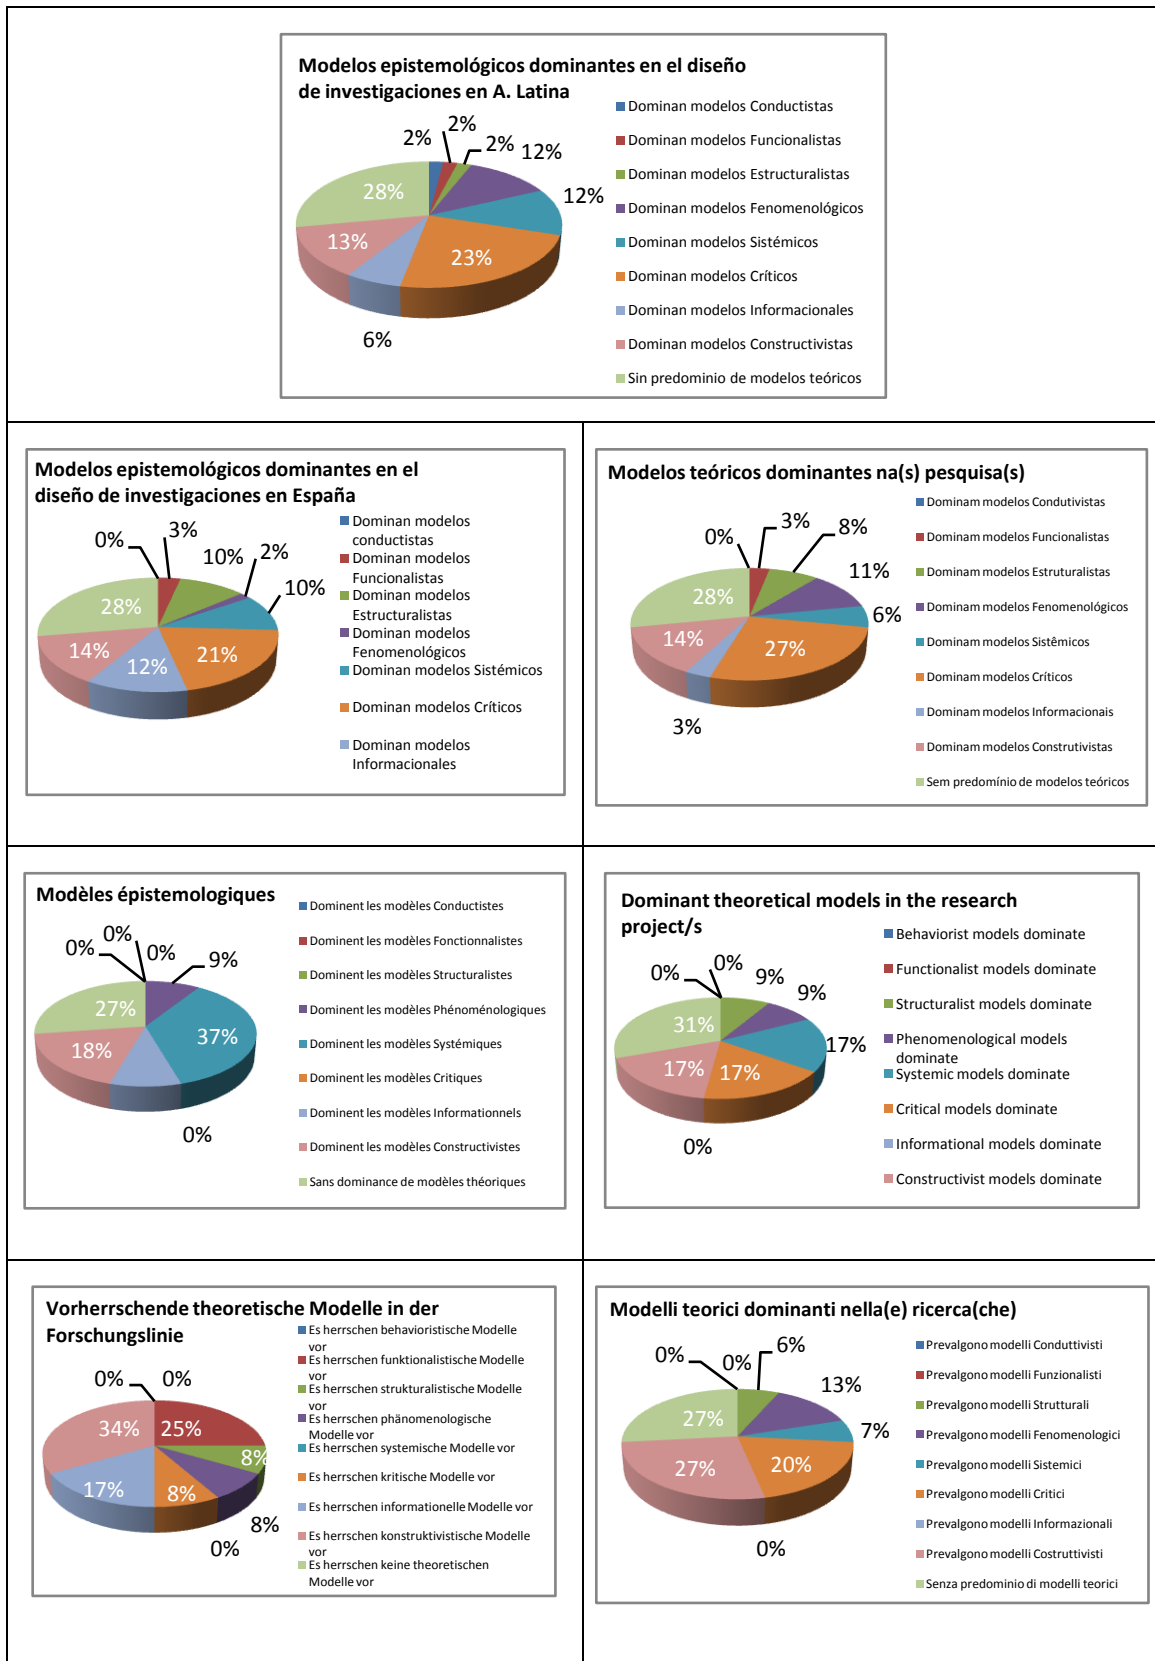 Modelos epistemológicos dominantes en el diseño
de investigaciones en A. Latina
2%
2%
2%
12%
12%
23%
6%
13%
28%
Dominan modelos Conductistas
Dominan modelos Funcionalistas
Dominan modelos Estructuralistas
Dominan modelos Fenomenológicos
Dominan modelos Sistémicos
Dominan modelos Críticos
Dominan modelos Informacionales
Dominan modelos Constructivistas
Sin predominio de modelos teóricos
Modelos epistemológicos dominantes en el
diseño de investigaciones en España
0%
3%
10%
2%
10%
21%
12%
14%
28%
Dominan modelos
conductistas
Dominan modelos
Funcionalistas
Dominan modelos
Estructuralistas
Dominan modelos
Fenomenológicos
Dominan modelos Sistémicos
Dominan modelos Críticos
Dominan modelos
Informacionales
Modelos teóricos dominantes na(s) pesquisa(s)
0%
3%
8%
11%
6%
27%
3%
14%
28%
Dominam modelos Condutivistas
Dominam modelos Funcionalistas
Dominam modelos Estruturalistas
Dominam modelos Fenomenológicos
Dominam modelos Sistêmicos
Dominam modelos Críticos
Dominam modelos Informacionais
Dominam modelos Construtivistas
Sem predomínio de modelos teóricos
Modèles épistemologiques
0%
0%
0%
9%
37%
0%
18%
27%
Dominent les modèles Conductistes
Dominent les modèles Fonctionnalistes
Dominent les modèles Structuralistes
Dominent les modèles Phénoménologiques
Dominent les modèles Systémiques
Dominent les modèles Critiques
Dominent les modèles Informationnels
Dominent les modèles Constructivistes
Sans dominance de modèles théoriques
Dominant theoretical models in the research
project/s
0%
0%
9%
9%
17%
17%
0%
17%
31%
Behaviorist models dominate
Functionalist models dominate
Structuralist models dominate
Phenomenological models
dominate
Systemic models dominate
Critical models dominate
Informational models dominate
Constructivist models dominate
Vorherrschende theoretische Modelle in der
Forschungslinie
0%
0%
25%
8%
8%
0%
8%
17%
34%
Es herrschen behavioristische Modelle
vor
Es herrschen funktionalistische Modelle
vor
Es herrschen strukturalistische Modelle
vor
Es herrschen phänomenologische
Modelle vor
Es herrschen systemische Modelle vor
Es herrschen kritische Modelle vor
Es herrschen informationelle Modelle vor
Es herrschen konstruktivistische Modelle
vor
Es herrschen keine theoretischen
Modelle vor
Modelli teorici dominanti nella(e) ricerca(che)
0%
0%
6%
13%
7%
20%
0%
27%
27%
Prevalgono modelli Conduttivisti
Prevalgono modelli Funzionalisti
Prevalgono modelli Strutturali
Prevalgono modelli Fenomenologici
Prevalgono modelli Sistemici
Prevalgono modelli Critici
Prevalgono modelli Informazionali
Prevalgono modelli Costruttivisti
Senza predominio di modelli teorici